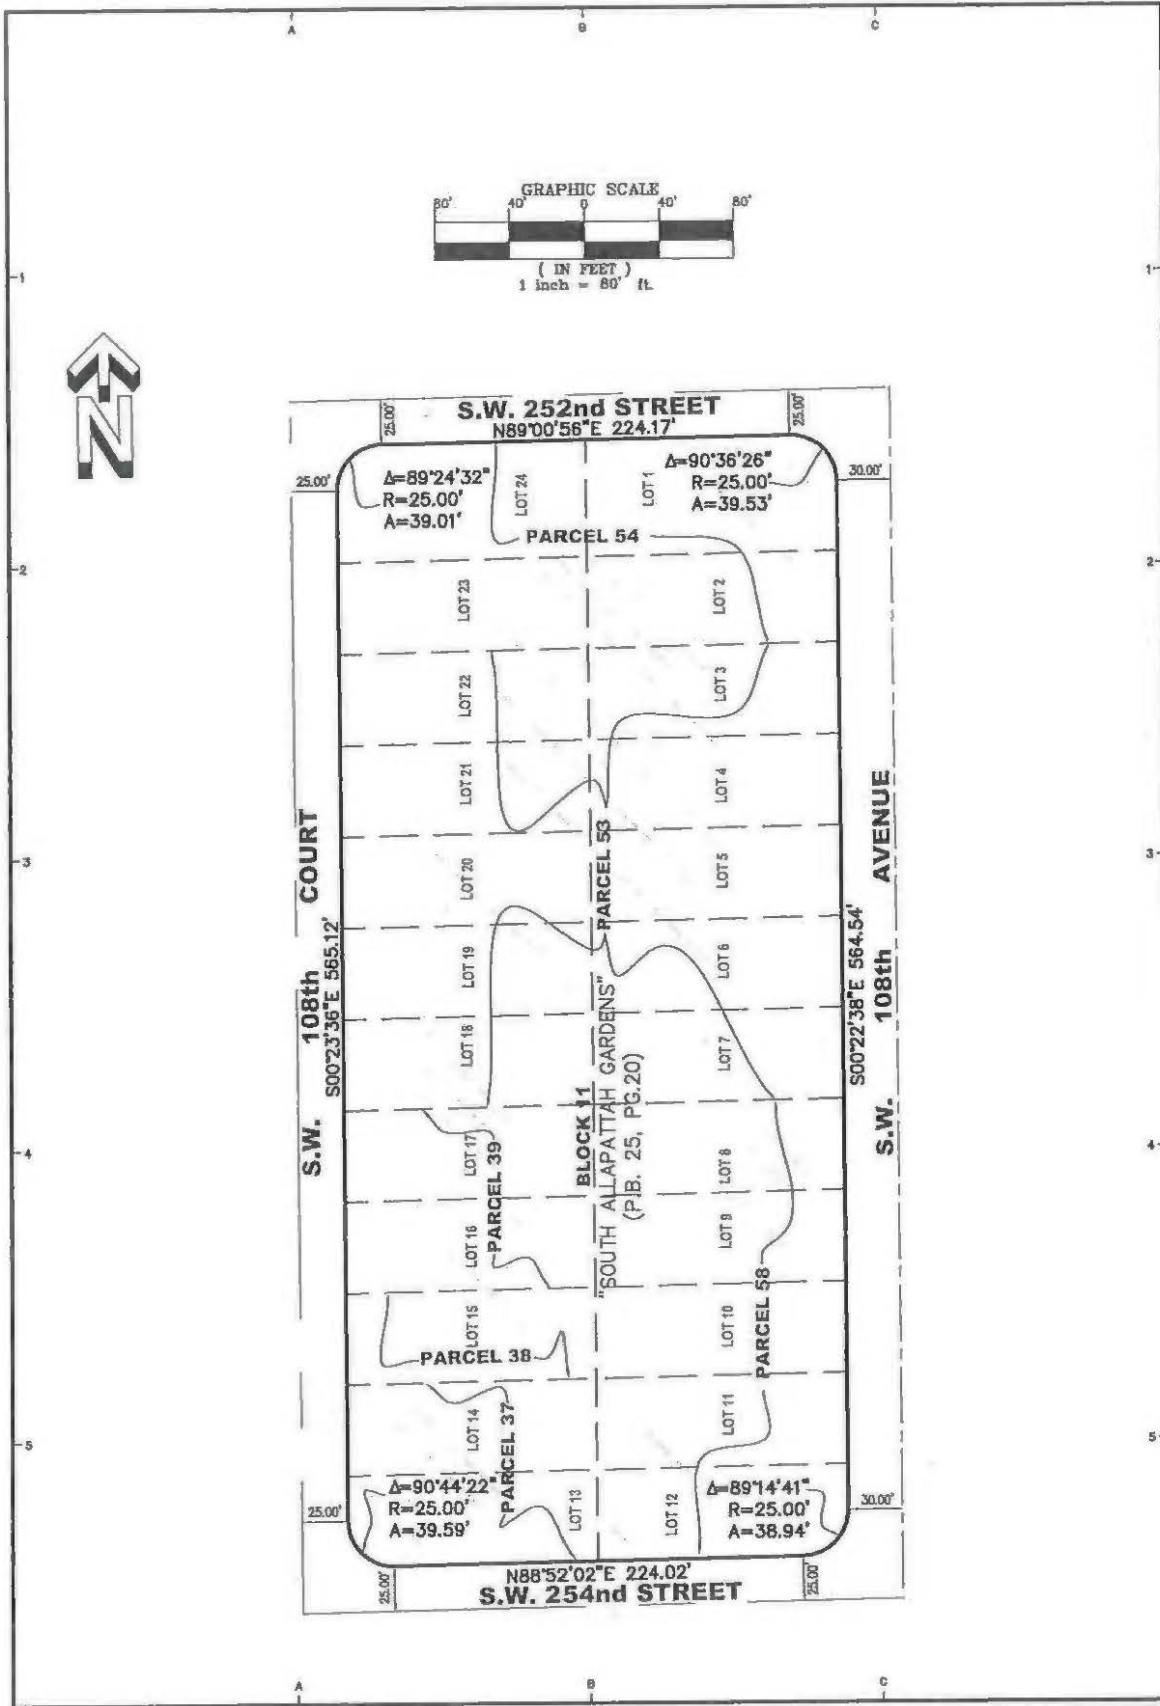 A B C
GRAPHIC SCALE
80' 40' 0 40' 80'
( IN FEET )
1 inch = 80' ft.
1 1
N
S.W. 252nd STREET
N89°00'56"E 224.17'
25.00' 25.00'
25.00' 30.00'
Δ=89°24'32"
R=25.00'
A=39.01'
LOT 24
LOT 1
Δ=90°36'26"
R=25.00'
A=39.53'
PARCEL 54
2 2
LOT 23
LOT 2
LOT 22
LOT 3
LOT 21
LOT 4
PARCEL 53
3 3
LOT 20
LOT 5
LOT 19
LOT 6
S.W. 108th COURT
S00°23'36"E 565.12'
S00°22'38"E 564.54'
S.W. 108th AVENUE
LOT 18
LOT 7
BLOCK 11
"SOUTH ALLAPATTAH GARDENS"
(P.B. 25, PG.20)
4 4
LOT 17
LOT 8
PARCEL 39
LOT 16
LOT 9
LOT 15
LOT 10
PARCEL 38
PARCEL 58
LOT 14
LOT 11
PARCEL 37
5 5
Δ=90°44'22"
R=25.00'
A=39.59'
LOT 13
LOT 12
Δ=89°14'41"
R=25.00'
A=38.94'
25.00' 30.00'
25.00' 25.00'
N88°52'02"E 224.02'
S.W. 254nd STREET
A B C